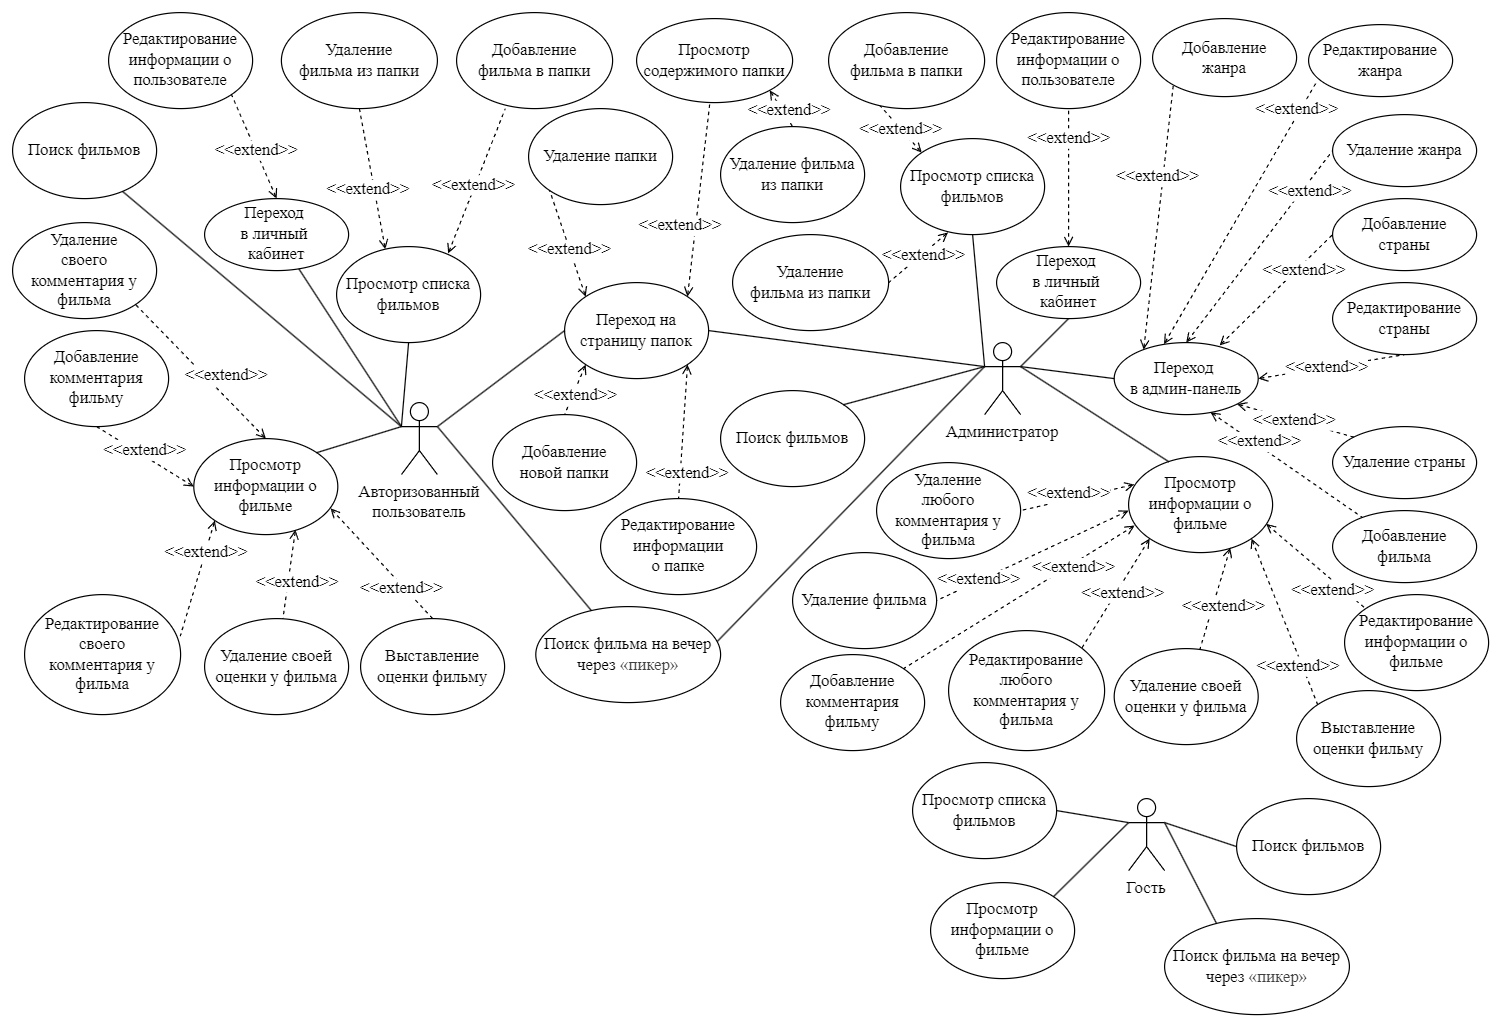 Редактирование
информации о
пользователе
Удаление
фильма из папки
Добавление
фильма в папки
Просмотр
содержимого папки
Добавление
фильма в папки
Редактирование
информации о
пользователе
Добавление
жанра
Редактирование
жанра
Поиск фильмов
<<extend>>
<<extend>>
<<extend>>
Удаление папки
<<extend>>
Удаление фильма
из папки
<<extend>>
<<extend>>
<<extend>>
<<extend>>
Удаление жанра
<<extend>>
Переход
в личный
кабинет
Просмотр списка
фильмов
<<extend>>
<<extend>>
Просмотр списка
фильмов
Добавление
страны
<<extend>>
Удаление
своего
комментария у
фильма
Удаление
фильма из папки
<<extend>>
Переход
в личный
кабинет
Редактирование
страны
<<extend>>
Переход на
страницу папок
Добавление
комментария
фильму
<<extend>>
<<extend>>
Переход
в админ-панель
<<extend>>
Администратор
Поиск фильмов
<<extend>>
<<extend>>
Удаление страны
<<extend>>
Просмотр
информации о
фильме
Авторизованный
пользователь
Добавление
новой папки
<<extend>>
Удаление
любого
комментария у
фильма
<<extend>>
Просмотр
информации о
фильме
Добавление
фильма
<<extend>>
<<extend>>
<<extend>>
Редактирование
информации
о папке
Удаление фильма
<<extend>>
<<extend>>
<<extend>>
<<extend>>
<<extend>>
Редактирование
информации о
фильме
Редактирование
своего
комментария у
фильма
Удаление своей
оценки у фильма
Выставление
оценки фильму
Поиск фильма на вечер
через «пикер»
Добавление
комментария
фильму
Редактирование
любого
комментария у
фильма
Удаление своей
оценки у фильма
<<extend>>
Выставление
оценки фильму
Просмотр списка
фильмов
Поиск фильмов
Гость
Просмотр
информации о
фильме
Поиск фильма на вечер
через «пикер»